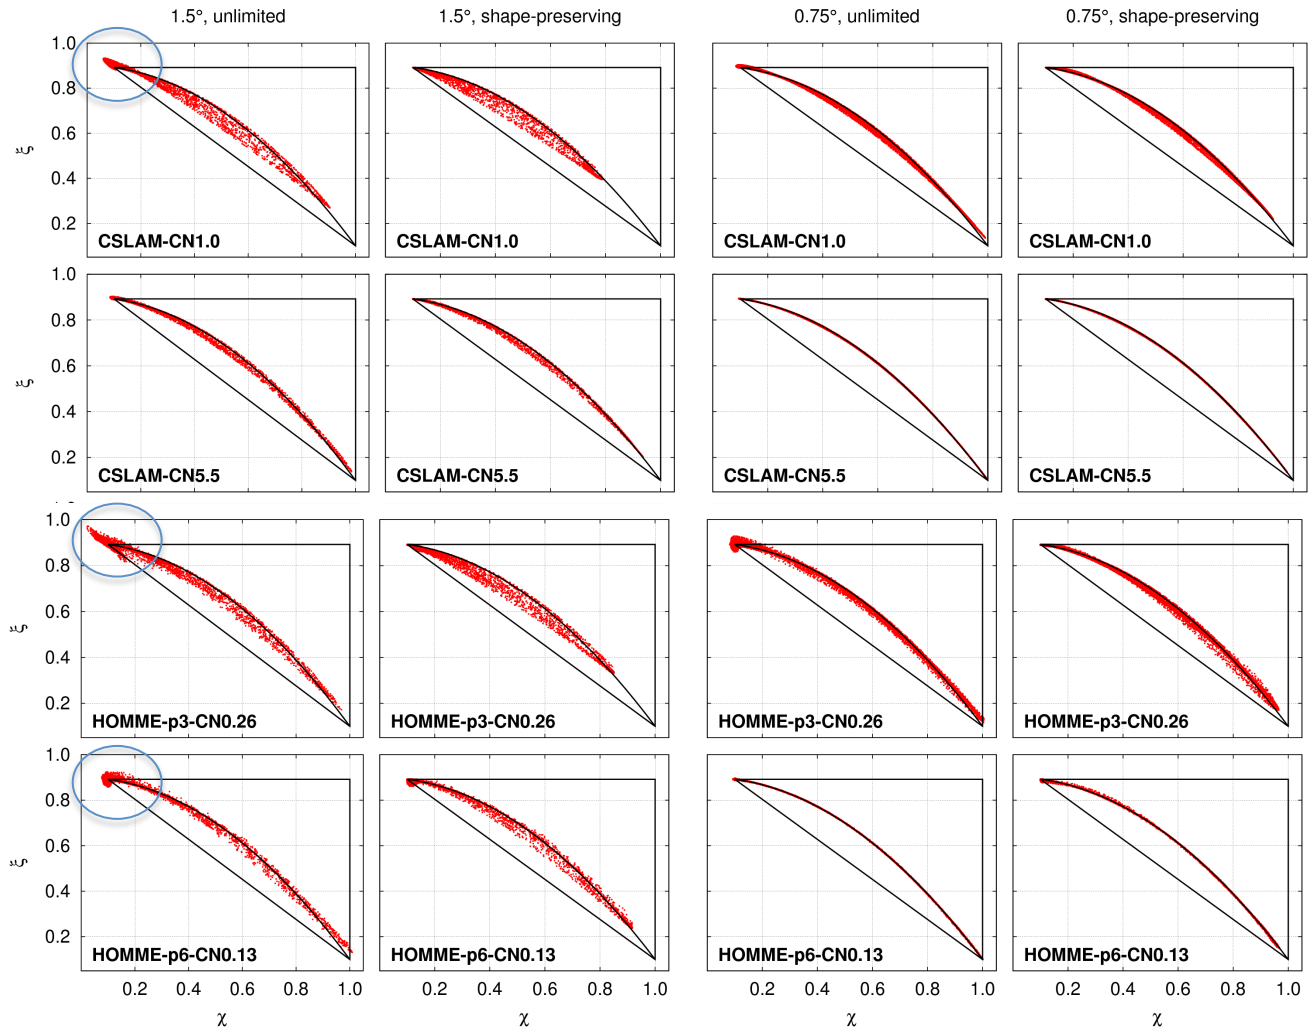 1.5°, unlimited 1.5°, shape-preserving 0.75°, unlimited 0.75°, shape-preserving
1.0
0.8
0.6
ξ
0.4
0.2
CSLAM-CN1.0 CSLAM-CN1.0 CSLAM-CN1.0 CSLAM-CN1.0
1.0
0.8
0.6
ξ
0.4
0.2
CSLAM-CN5.5 CSLAM-CN5.5 CSLAM-CN5.5 CSLAM-CN5.5
1.0
0.8
0.6
ξ
0.4
0.2
HOMME-p3-CN0.26 HOMME-p3-CN0.26 HOMME-p3-CN0.26 HOMME-p3-CN0.26
1.0
0.8
0.6
ξ
0.4
0.2
HOMME-p6-CN0.13 HOMME-p6-CN0.13 HOMME-p6-CN0.13 HOMME-p6-CN0.13
0.2 0.4 0.6 0.8 1.0 0.2 0.4 0.6 0.8 1.0 0.2 0.4 0.6 0.8 1.0 0.2 0.4 0.6 0.8 1.0
χ χ χ χ